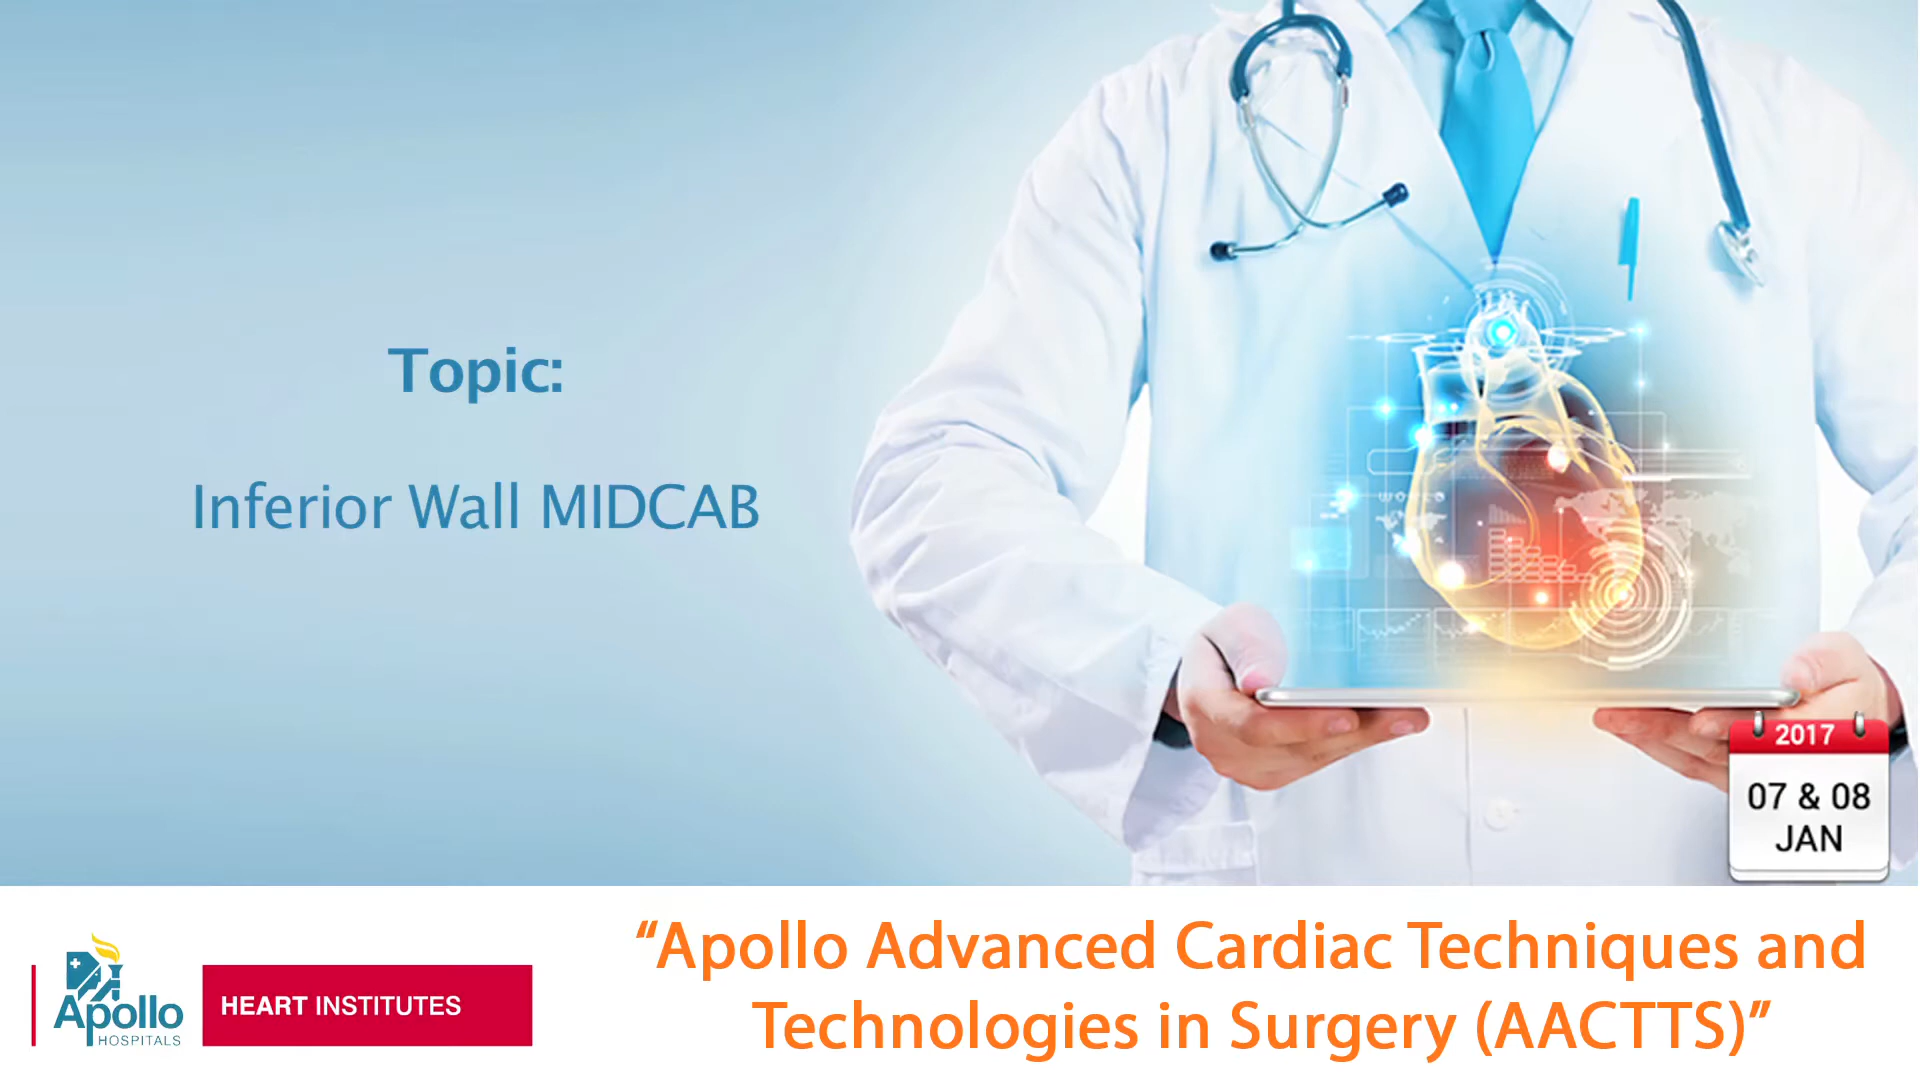 Topic:
Inferior Wall MIDCAB
WORLD
2017
07 & 08
JAN
Apollo
HOSPITALS
HEART INSTITUTES
“Apollo Advanced Cardiac Techniques and
Technologies in Surgery (AACTTS)”